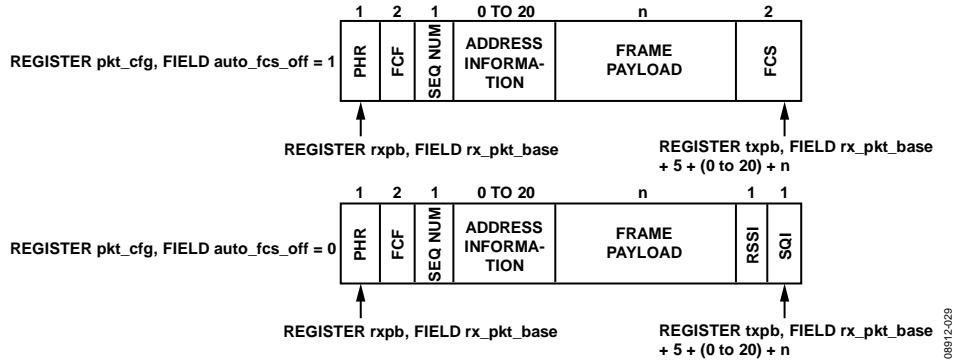 1 2 1 0 TO 20 n 2
REGISTER pkt_cfg, FIELD auto_fcs_off = 1
PHR
FCF
SEQ NUM
ADDRESS
INFORMA-
TION
FRAME
PAYLOAD
FCS
REGISTER rxpb, FIELD rx_pkt_base
REGISTER txpb, FIELD rx_pkt_base
+ 5 + (0 to 20) + n
1 2 1 0 TO 20 n 1 1
REGISTER pkt_cfg, FIELD auto_fcs_off = 0
PHR
FCF
SEQ NUM
ADDRESS
INFORMA-
TION
FRAME
PAYLOAD
RSSI
SQI
REGISTER rxpb, FIELD rx_pkt_base
REGISTER txpb, FIELD rx_pkt_base
+ 5 + (0 to 20) + n
08912-029